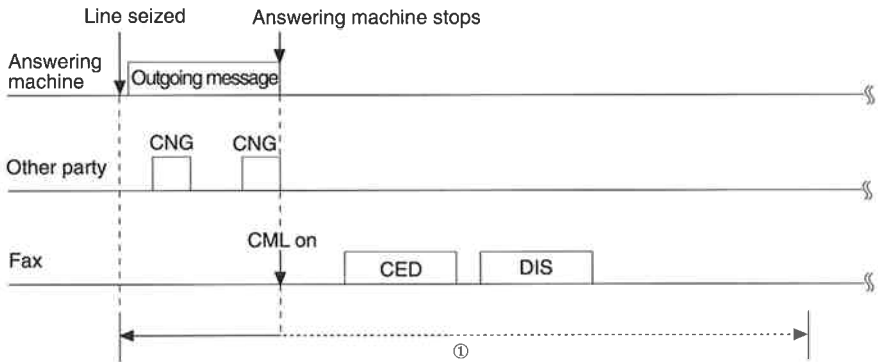 Line seized
Answering machine stops
Answering
machine
Outgoing message
CNG
CNG
Other party
CML on
Fax
CED
DIS
①